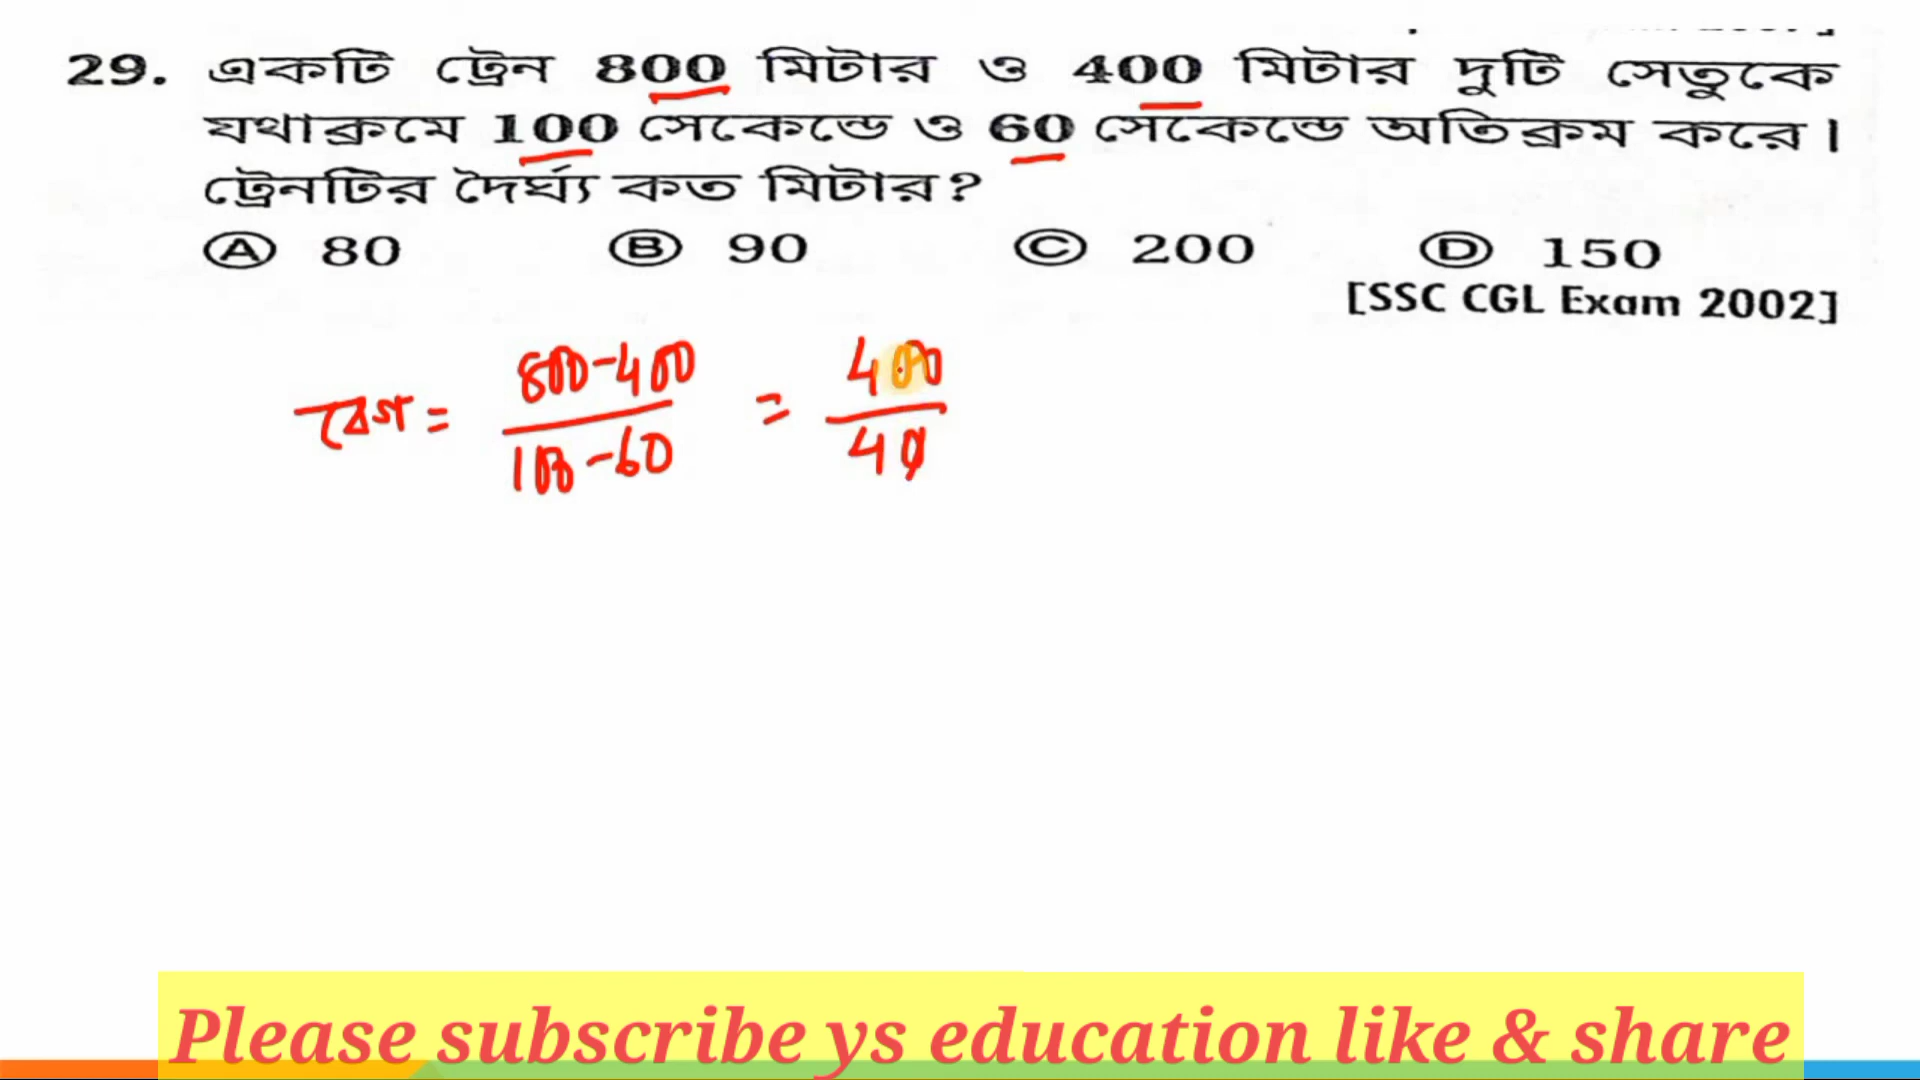 29. একটি ট্রেন 800 মিটার ও 400 মিটার দুটি সেতুকে
যথাক্রমে 100 সেকেন্ডে ও 60 সেকেন্ডে অতিক্রম করে।
ট্রেনটির দৈর্ঘ্য কত মিটার?
Ⓐ 80 Ⓑ 90 Ⓒ 200 Ⓓ 150
[SSC CGL Exam 2002]
800-400 400
বেগ = =
100-60 40
Please subscribe ys education like & share